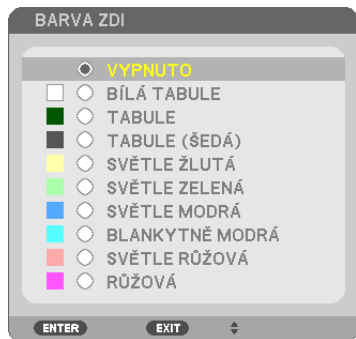 BARVA ZDI
VYPNUTO
BÍLÁ TABULE
TABULE
TABULE (ŠEDÁ)
SVĚTLE ŽLUTÁ
SVĚTLE ZELENÁ
SVĚTLE MODRÁ
BLANKYTNĚ MODRÁ
SVĚTLE RŮŽOVÁ
RŮŽOVÁ
ENTER EXIT